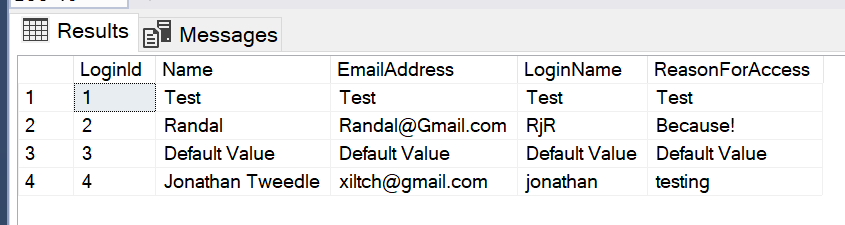 Results Messages
LoginId Name EmailAddress LoginName ReasonForAccess
1 1 Test Test Test Test
2 2 Randal Randal@Gmail.com RjR Because!
3 3 Default Value Default Value Default Value Default Value
4 4 Jonathan Tweedle xiltch@gmail.com jonathan testing